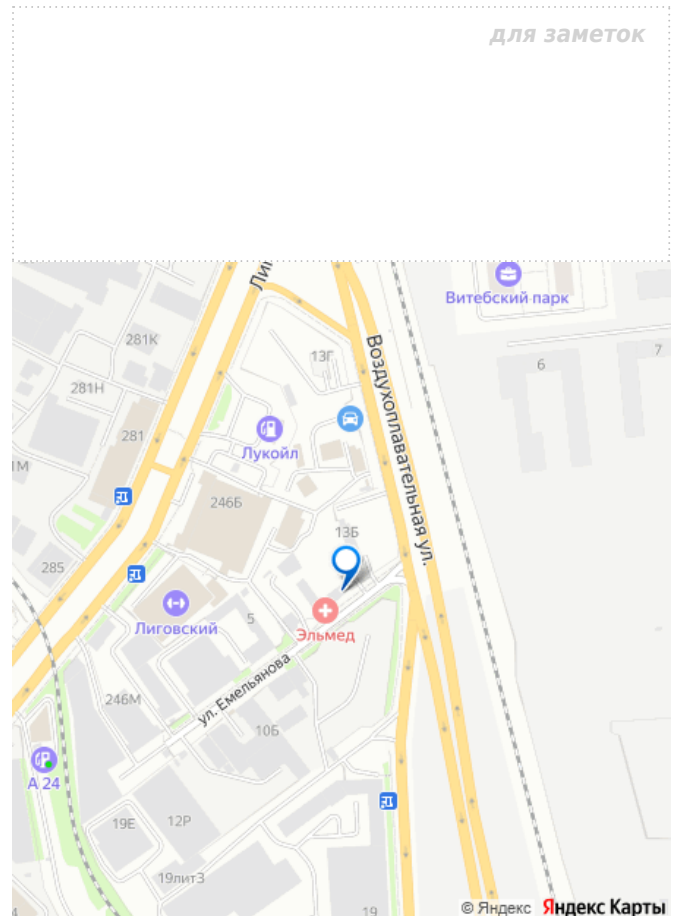 для заметок
Витебский парк
281К
13Г
6
7
281Н
Воздухоплавательная ул.
281
Лукойл
246Б
13Б
285
Лиговский
5
Эльмед
ул. Емельянова
246М
10Б
А 24
19Е
12Р
19лит3
19
© Яндекс Яндекс Карты